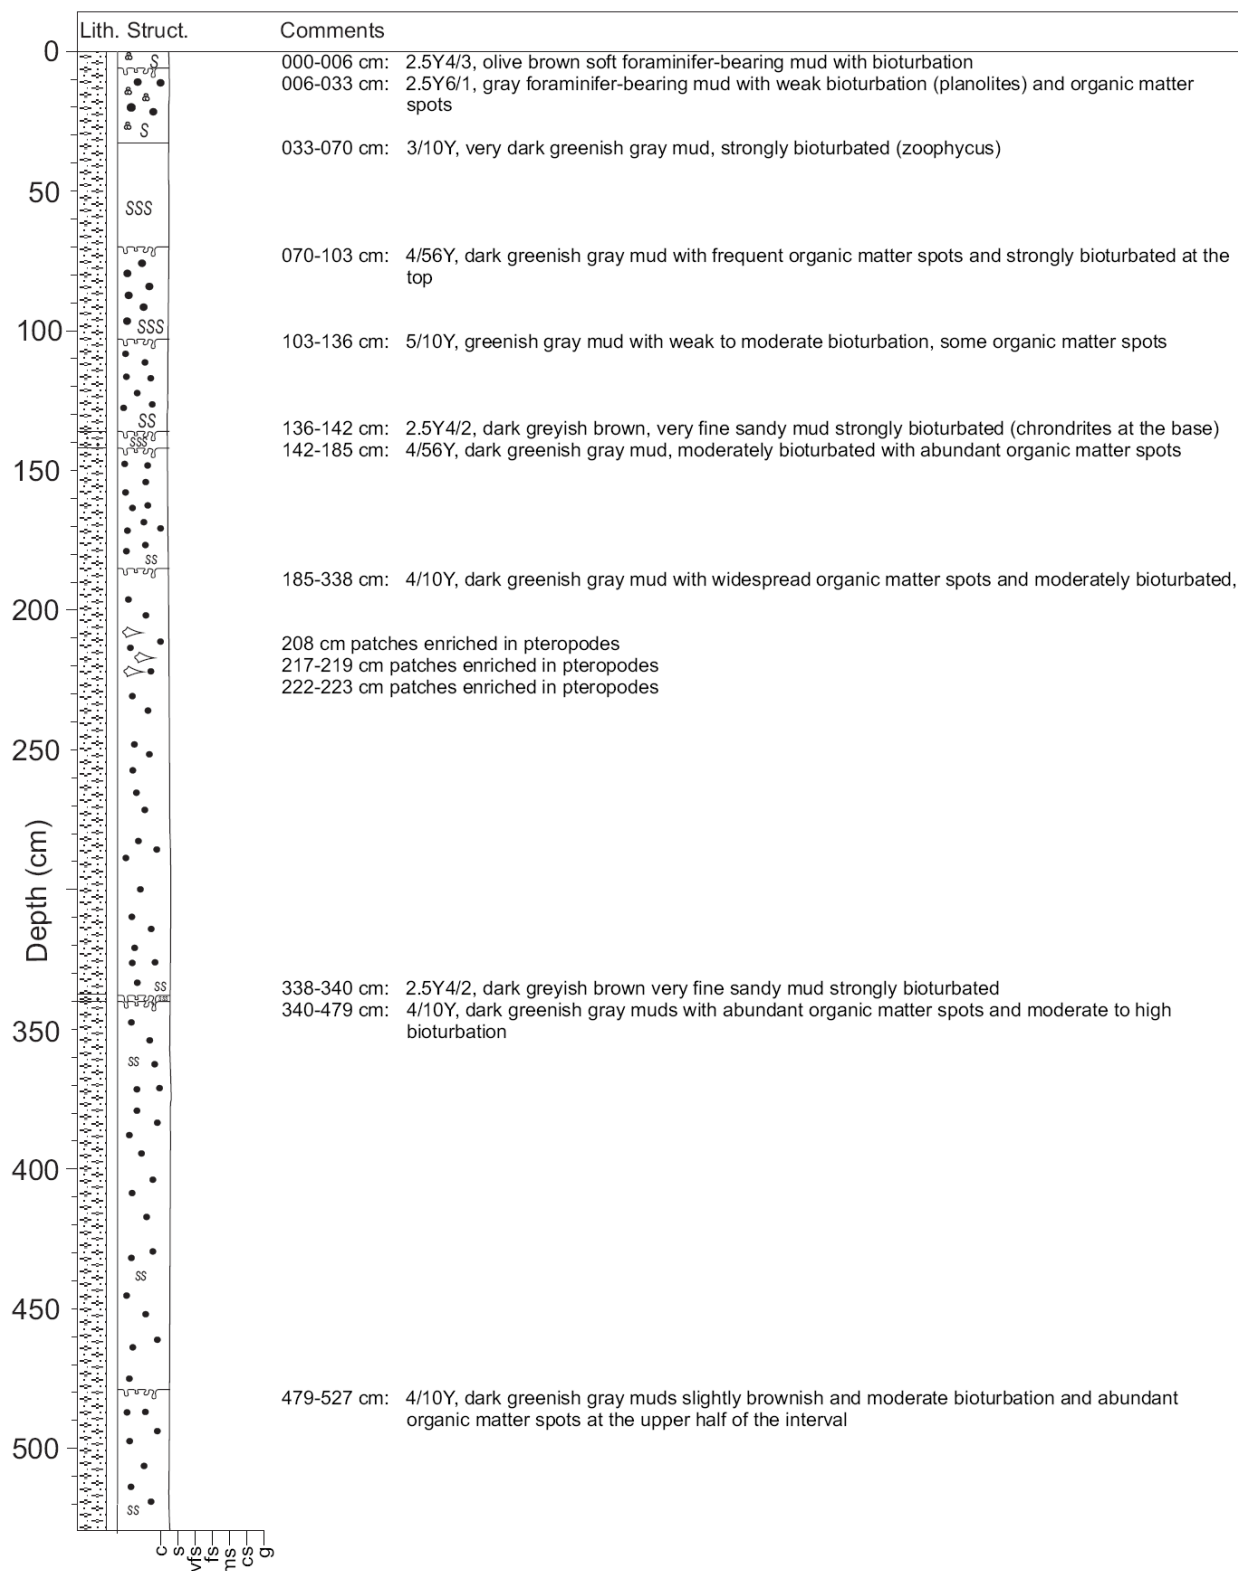 Lith. Struct. Comments
0
000-006 cm: 2.5Y4/3, olive brown soft foraminifer-bearing mud with bioturbation
S
006-033 cm: 2.5Y6/1, gray foraminifer-bearing mud with weak bioturbation (planolites) and organic matter
spots
S
033-070 cm: 3/10Y, very dark greenish gray mud, strongly bioturbated (zoophycus)
50
SSS
070-103 cm: 4/56Y, dark greenish gray mud with frequent organic matter spots and strongly bioturbated at the
top
SSS
100
103-136 cm: 5/10Y, greenish gray mud with weak to moderate bioturbation, some organic matter spots
SS
136-142 cm: 2.5Y4/2, dark greyish brown, very fine sandy mud strongly bioturbated (chrondrites at the base)
SSS
142-185 cm: 4/56Y, dark greenish gray mud, moderately bioturbated with abundant organic matter spots
150
SS
185-338 cm: 4/10Y, dark greenish gray mud with widespread organic matter spots and moderately bioturbated,
200
208 cm patches enriched in pteropodes
217-219 cm patches enriched in pteropodes
222-223 cm patches enriched in pteropodes
250
Depth (cm)
SS
338-340 cm: 2.5Y4/2, dark greyish brown very fine sandy mud strongly bioturbated
340-479 cm: 4/10Y, dark greenish gray muds with abundant organic matter spots and moderate to high
bioturbation
350
SS
400
SS
450
479-527 cm: 4/10Y, dark greenish gray muds slightly brownish and moderate bioturbation and abundant
organic matter spots at the upper half of the interval
500
SS
c s vfs fs ms cs g